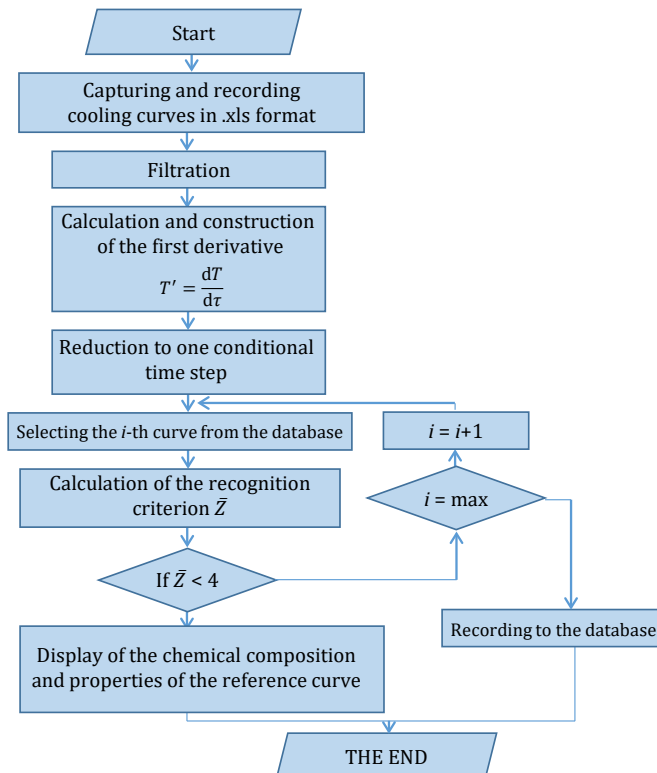 Start
Capturing and recording
cooling curves in .xls format
Filtration
Calculation and construction
of the first derivative
T′ = dT/dτ
Reduction to one conditional
time step
Selecting the i-th curve from the database
i = i+1
Calculation of the recognition
criterion Z̄
i = max
If Z̄ < 4
Recording to the database
Display of the chemical composition
and properties of the reference curve
THE END